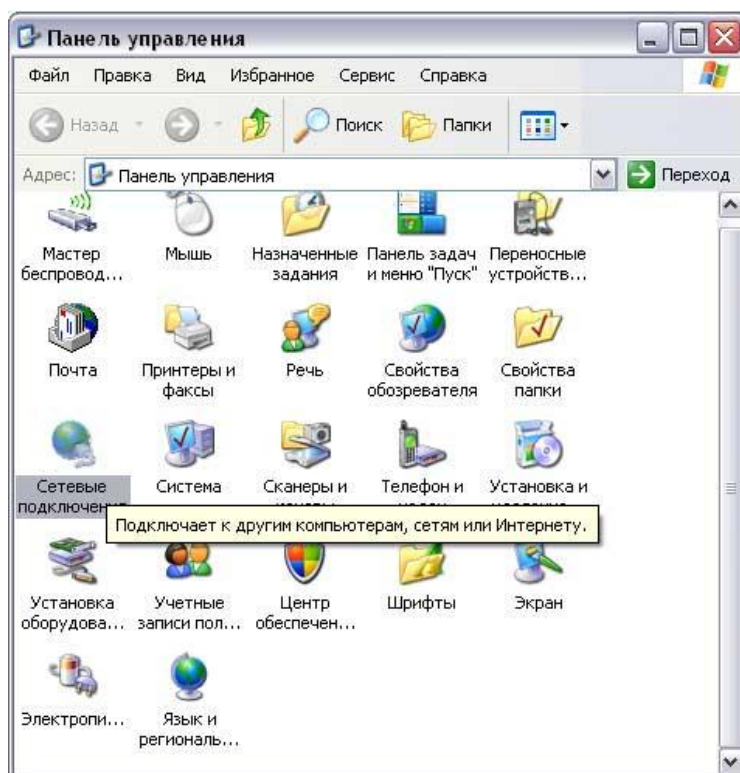 Панель управления
Файл Правка Вид Избранное Сервис Справка
Назад Поиск Папки
Адрес: Панель управления Переход
Мастер Мышь Назначенные Панель задач Переносные
беспровод... задания и меню "Пуск" устройств...
Почта Принтеры и Речь Свойства Свойства
факсы обозревателя папки
Сетевые Система Сканеры и Телефон и Установка и
подключения
Подключает к другим компьютерам, сетям или Интернету.
Установка Учетные Центр Шрифты Экран
оборудова... записи пол... обеспечен...
Электропи... Язык и
региональ...